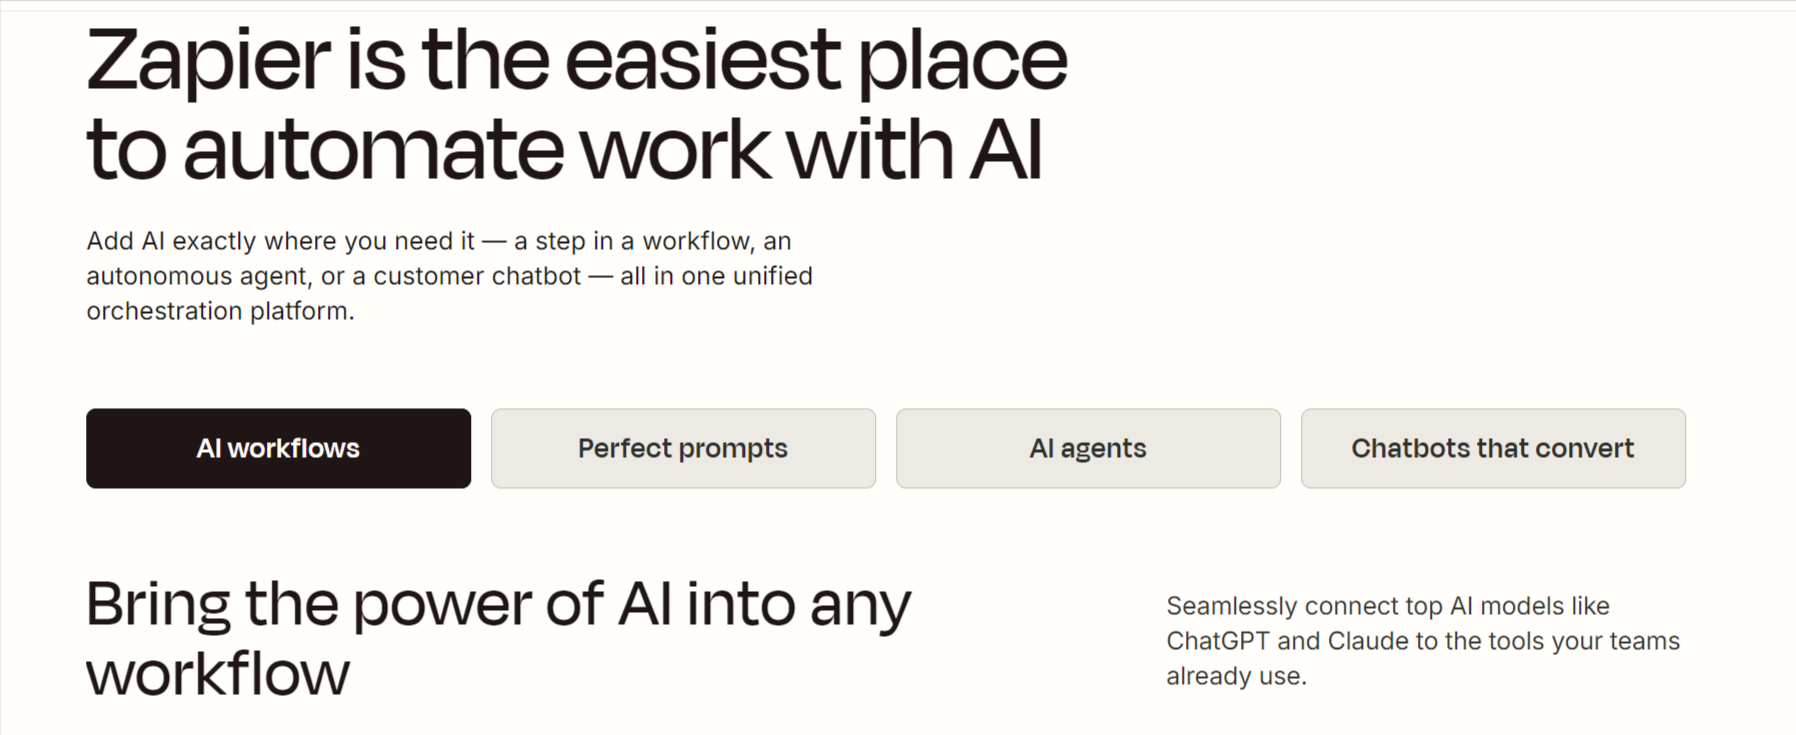 Zapier is the easiest place
to automate work with AI
Add AI exactly where you need it — a step in a workflow, an
autonomous agent, or a customer chatbot — all in one unified
orchestration platform.
AI workflows
Perfect prompts
AI agents
Chatbots that convert
Bring the power of AI into any
workflow
Seamlessly connect top AI models like
ChatGPT and Claude to the tools your teams
already use.